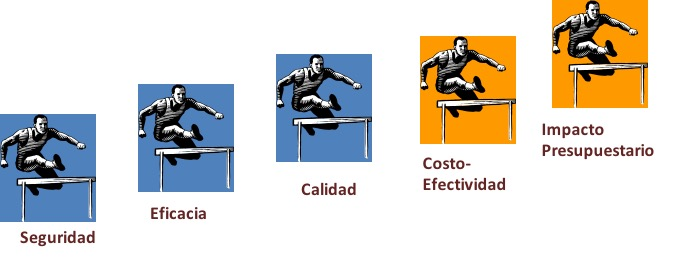 Seguridad
Eficacia
Calidad
Costo-
Efectividad
Impacto
Presupuestario